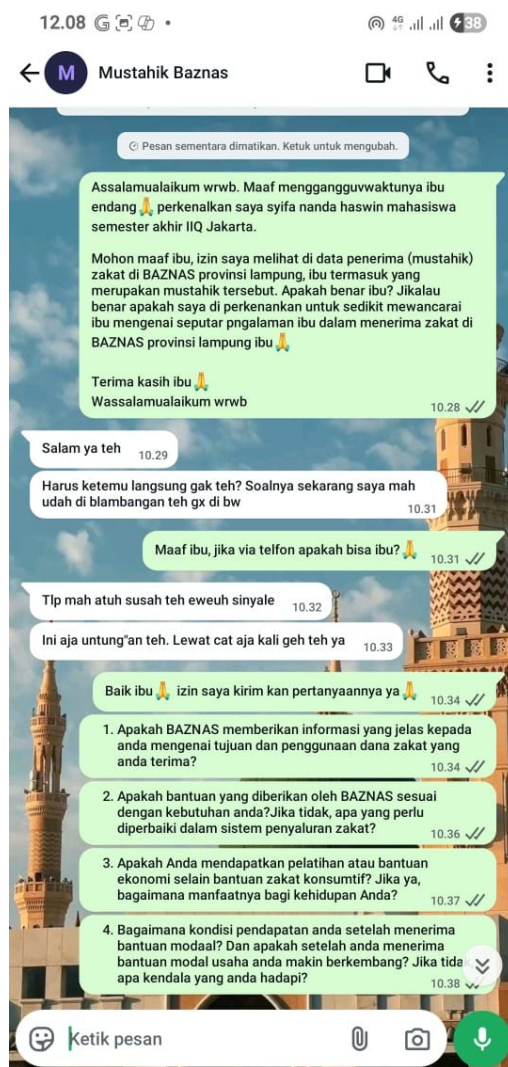 12.08
4G
38
M
Mustahik Baznas
Pesan sementara dimatikan. Ketuk untuk mengubah.
Assalamualaikum wrwb. Maaf menggangguvwaktunya ibu
endang🙏 perkenalkan saya syifa nanda haswin mahasiswa
semester akhir IIQ Jakarta.
Mohon maaf ibu, izin saya melihat di data penerima (mustahik)
zakat di BAZNAS provinsi lampung, ibu termasuk yang
merupakan mustahik tersebut. Apakah benar ibu? Jikalau
benar apakah saya di perkenankan untuk sedikit mewancarai
ibu mengenai seputar pngalaman ibu dalam menerima zakat di
BAZNAS provinsi lampung ibu🙏
Terima kasih ibu🙏
Wassalamualaikum wrwb
10.28
Salam ya teh 10.29
Harus ketemu langsung gak teh? Soalnya sekarang saya mah
udah di blambangan teh gx di bw
10.31
Maaf ibu, jika via telfon apakah bisa ibu?🙏 10.31
Tlp mah atuh susah teh eweuh sinyale 10.32
Ini aja untung"an teh. Lewat cat aja kali geh teh ya 10.33
Baik ibu🙏 izin saya kirim kan pertanyaannya ya🙏 10.34
1. Apakah BAZNAS memberikan informasi yang jelas kepada
anda mengenai tujuan dan penggunaan dana zakat yang
anda terima?
10.34
2. Apakah bantuan yang diberikan oleh BAZNAS sesuai
dengan kebutuhan anda?Jika tidak, apa yang perlu
diperbaiki dalam sistem penyaluran zakat?
10.36
3. Apakah Anda mendapatkan pelatihan atau bantuan
ekonomi selain bantuan zakat konsumtif? Jika ya,
bagaimana manfaatnya bagi kehidupan Anda?
10.37
4. Bagaimana kondisi pendapatan anda setelah menerima
bantuan modaal? Dan apakah setelah anda menerima
bantuan modal usaha anda makin berkembang? Jika tidak,
apa kendala yang anda hadapi?
10.38
Ketik pesan